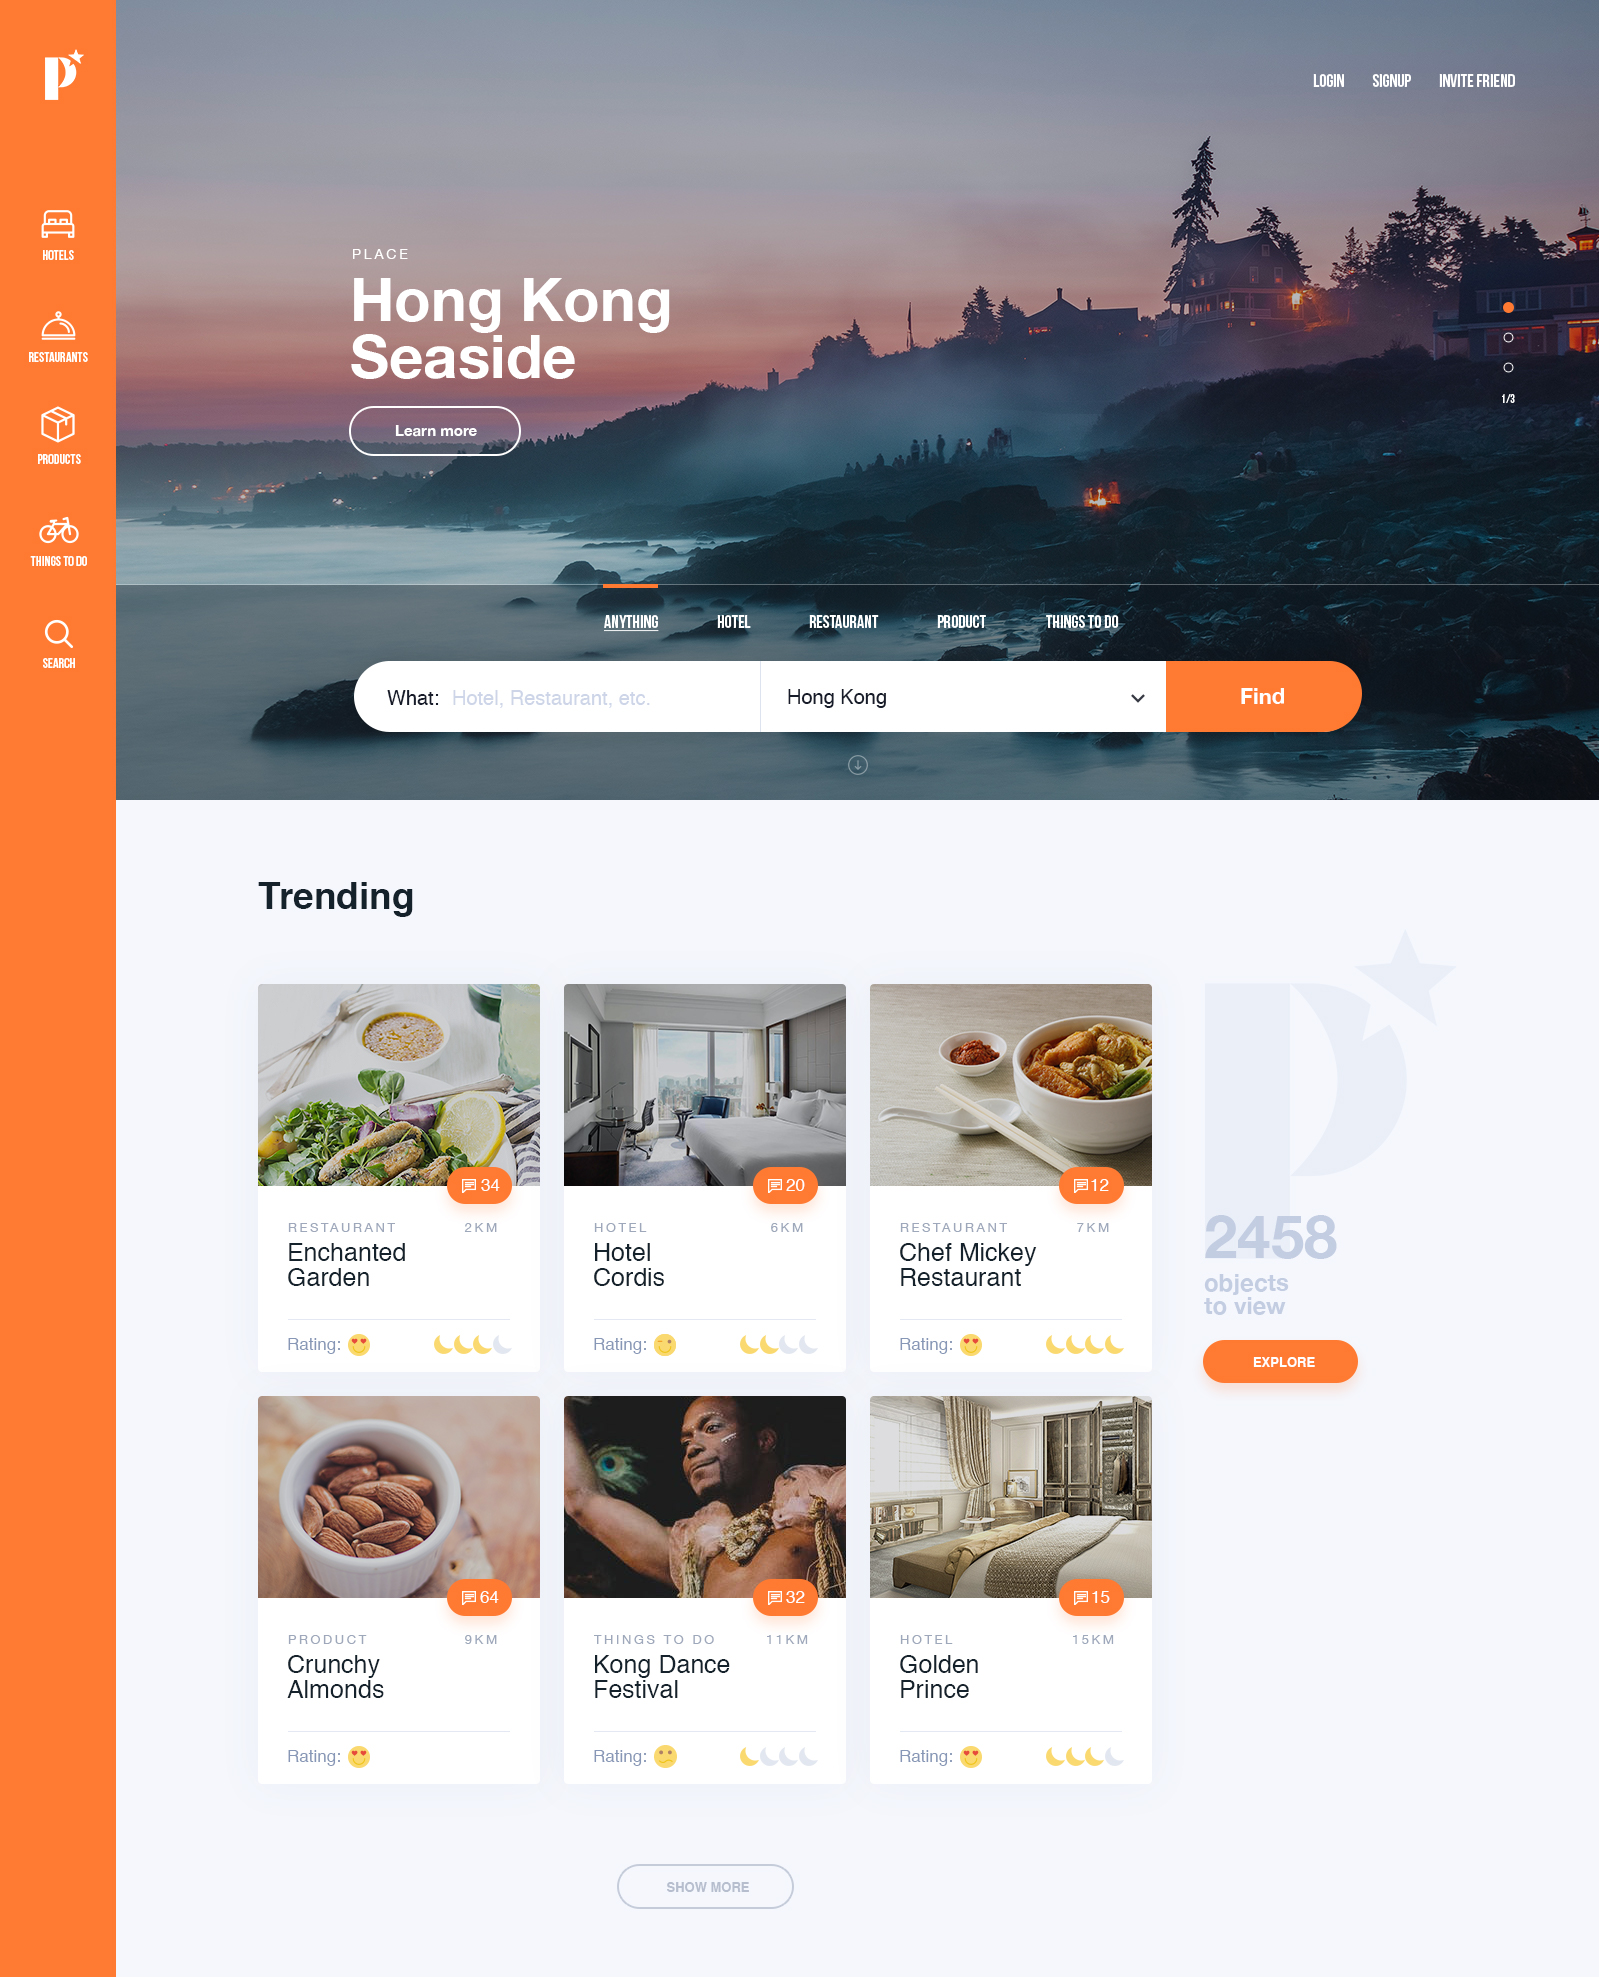 P
HOTELS
RESTAURANTS
PRODUCTS
THINGS TO DO
SEARCH
LOGIN SIGNUP INVITE FRIEND
PLACE
Hong Kong
Seaside
Learn more
1/3
ANYTHING HOTEL RESTAURANT PRODUCT THINGS TO DO
What: Hotel, Restaurant, etc. Hong Kong Find
Trending
34
RESTAURANT 2KM
Enchanted
Garden
Rating:
20
HOTEL 6KM
Hotel
Cordis
Rating:
12
RESTAURANT 7KM
Chef Mickey
Restaurant
Rating:
P
2458
objects
to view
EXPLORE
64
PRODUCT 9KM
Crunchy
Almonds
Rating:
32
THINGS TO DO 11KM
Kong Dance
Festival
Rating:
15
HOTEL 15KM
Golden
Prince
Rating:
SHOW MORE